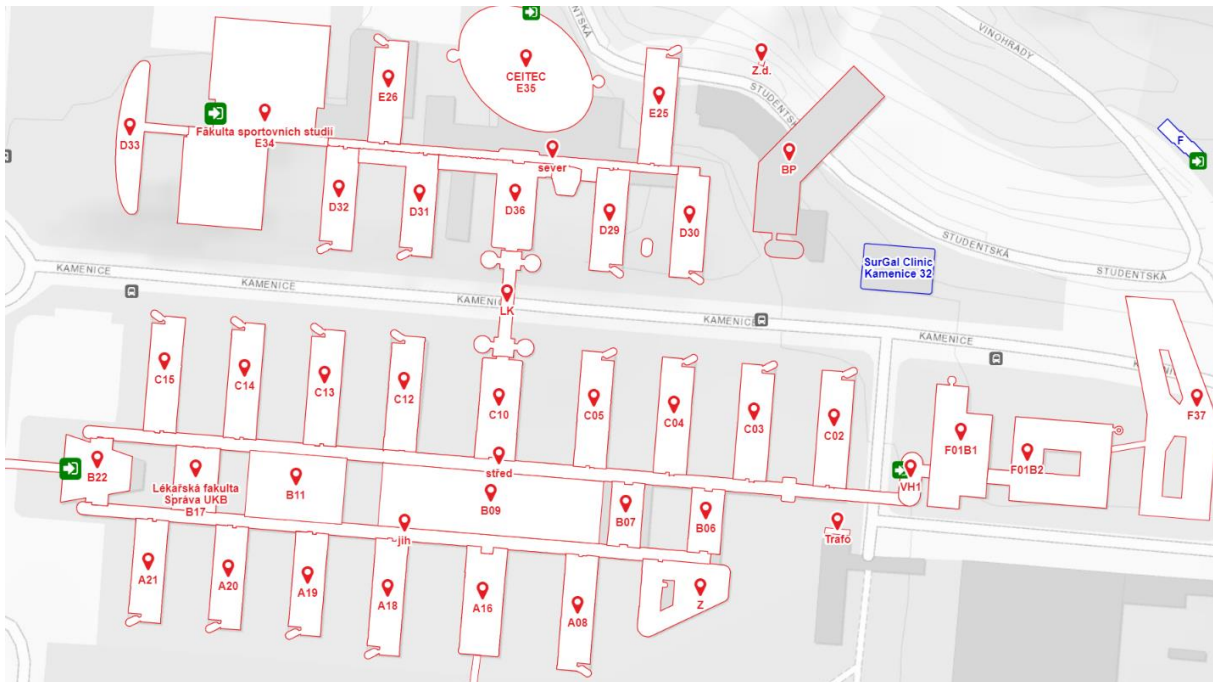 VINOHRADY
CEITEC
E35
Z.d.
E26
E25
STUDENTSKÁ
STUDENTSKÁ
Fakulta sportovních studií
E34
D33
sever
BP
F
D32
D31
D36
D29
D30
STUDENTSKÁ
STUDENTSKÁ
SurGal Clinic
Kamenice 32
KAMENICE
KAMENICE
KAMENICE
LK
KAMENICE
KAMENICE
KAMENICE
C15
C14
C13
C12
C10
C05
C04
C03
C02
F37
F01B1
F01B2
B22
střed
VH1
Lékařská fakulta
Správa UKB
B17
B11
B09
B07
B06
jih
Trafo
A21
A20
A19
A18
A16
A08
Z